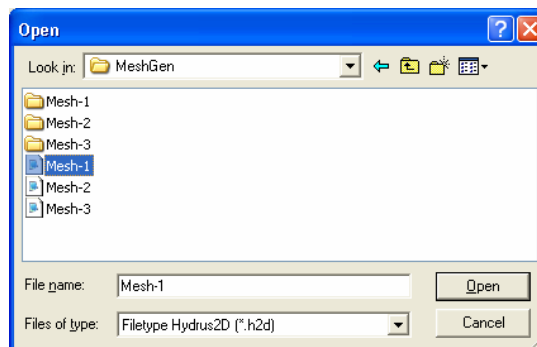 Open
Look in: MeshGen
Mesh-1
Mesh-2
Mesh-3
Mesh-1
Mesh-2
Mesh-3
File name: Mesh-1 Open
Files of type: Filetype Hydrus2D (*.h2d) Cancel